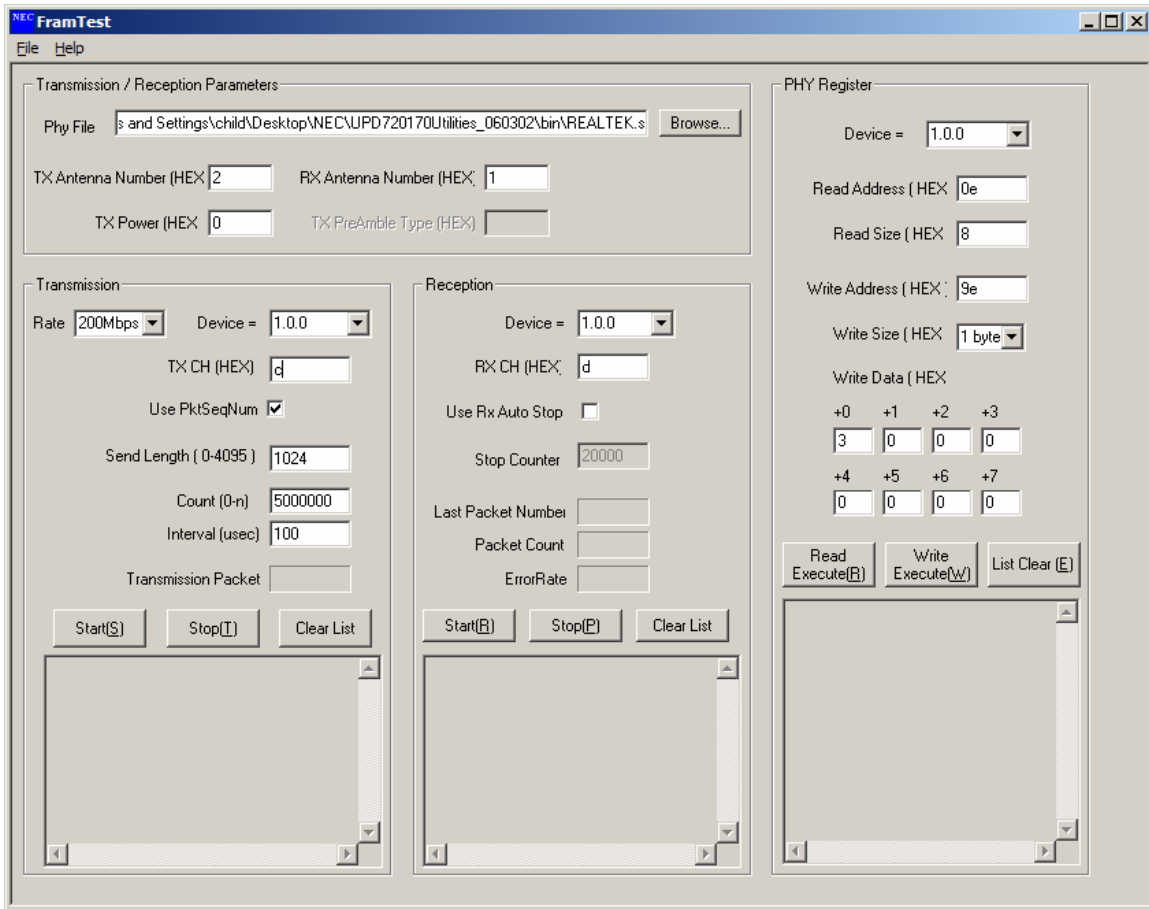 NEC FramTest
File Help
Transmission / Reception Parameters
Phy File s and Settings\child\Desktop\NEC\UPD720170Utilities_060302\bin\REALTEK.s Browse...
TX Antenna Number (HEX 2 RX Antenna Number (HEX) 1
TX Power (HEX 0 TX PreAmble Type (HEX)
Transmission
Rate 200Mbps Device = 1.0.0
TX CH (HEX) c
Use PktSeqNum
Send Length ( 0-4095 ) 1024
Count (0-n) 5000000
Interval (usec) 100
Transmission Packet
Start(S) Stop(T) Clear List
Reception
Device = 1.0.0
RX CH (HEX) d
Use Rx Auto Stop
Stop Counter 20000
Last Packet Number
Packet Count
ErrorRate
Start(R) Stop(P) Clear List
PHY Register
Device = 1.0.0
Read Address ( HEX 0e
Read Size ( HEX 8
Write Address ( HEX ) 9e
Write Size ( HEX 1 byte
Write Data ( HEX
+0 +1 +2 +3
3 0 0 0
+4 +5 +6 +7
0 0 0 0
Read Execute(R) Write Execute(W) List Clear (E)